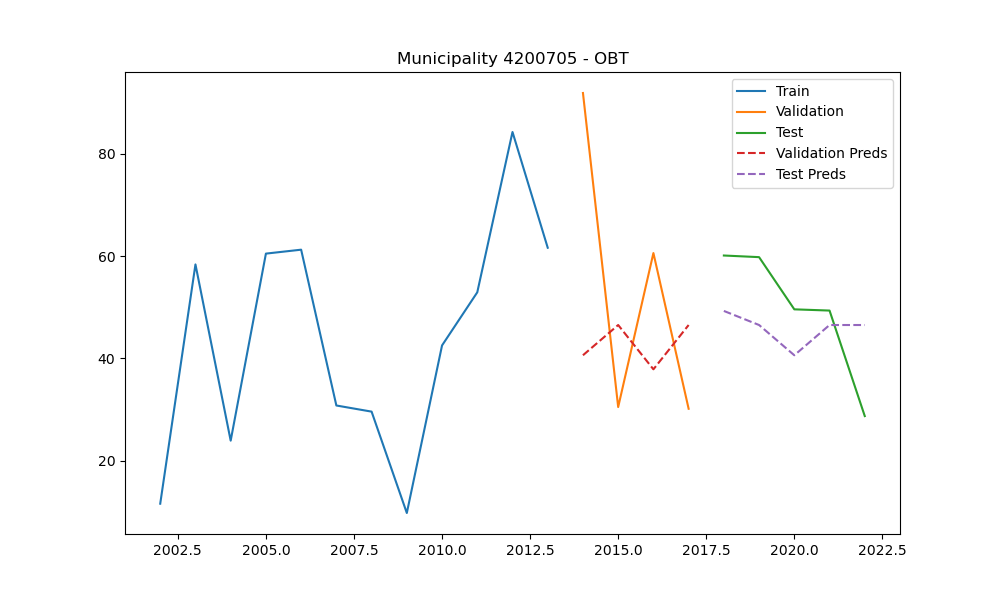 Municipality 4200705 - OBT
Train
Validation
Test
Validation Preds
Test Preds
80
60
40
20
2002.5 2005.0 2007.5 2010.0 2012.5 2015.0 2017.5 2020.0 2022.5